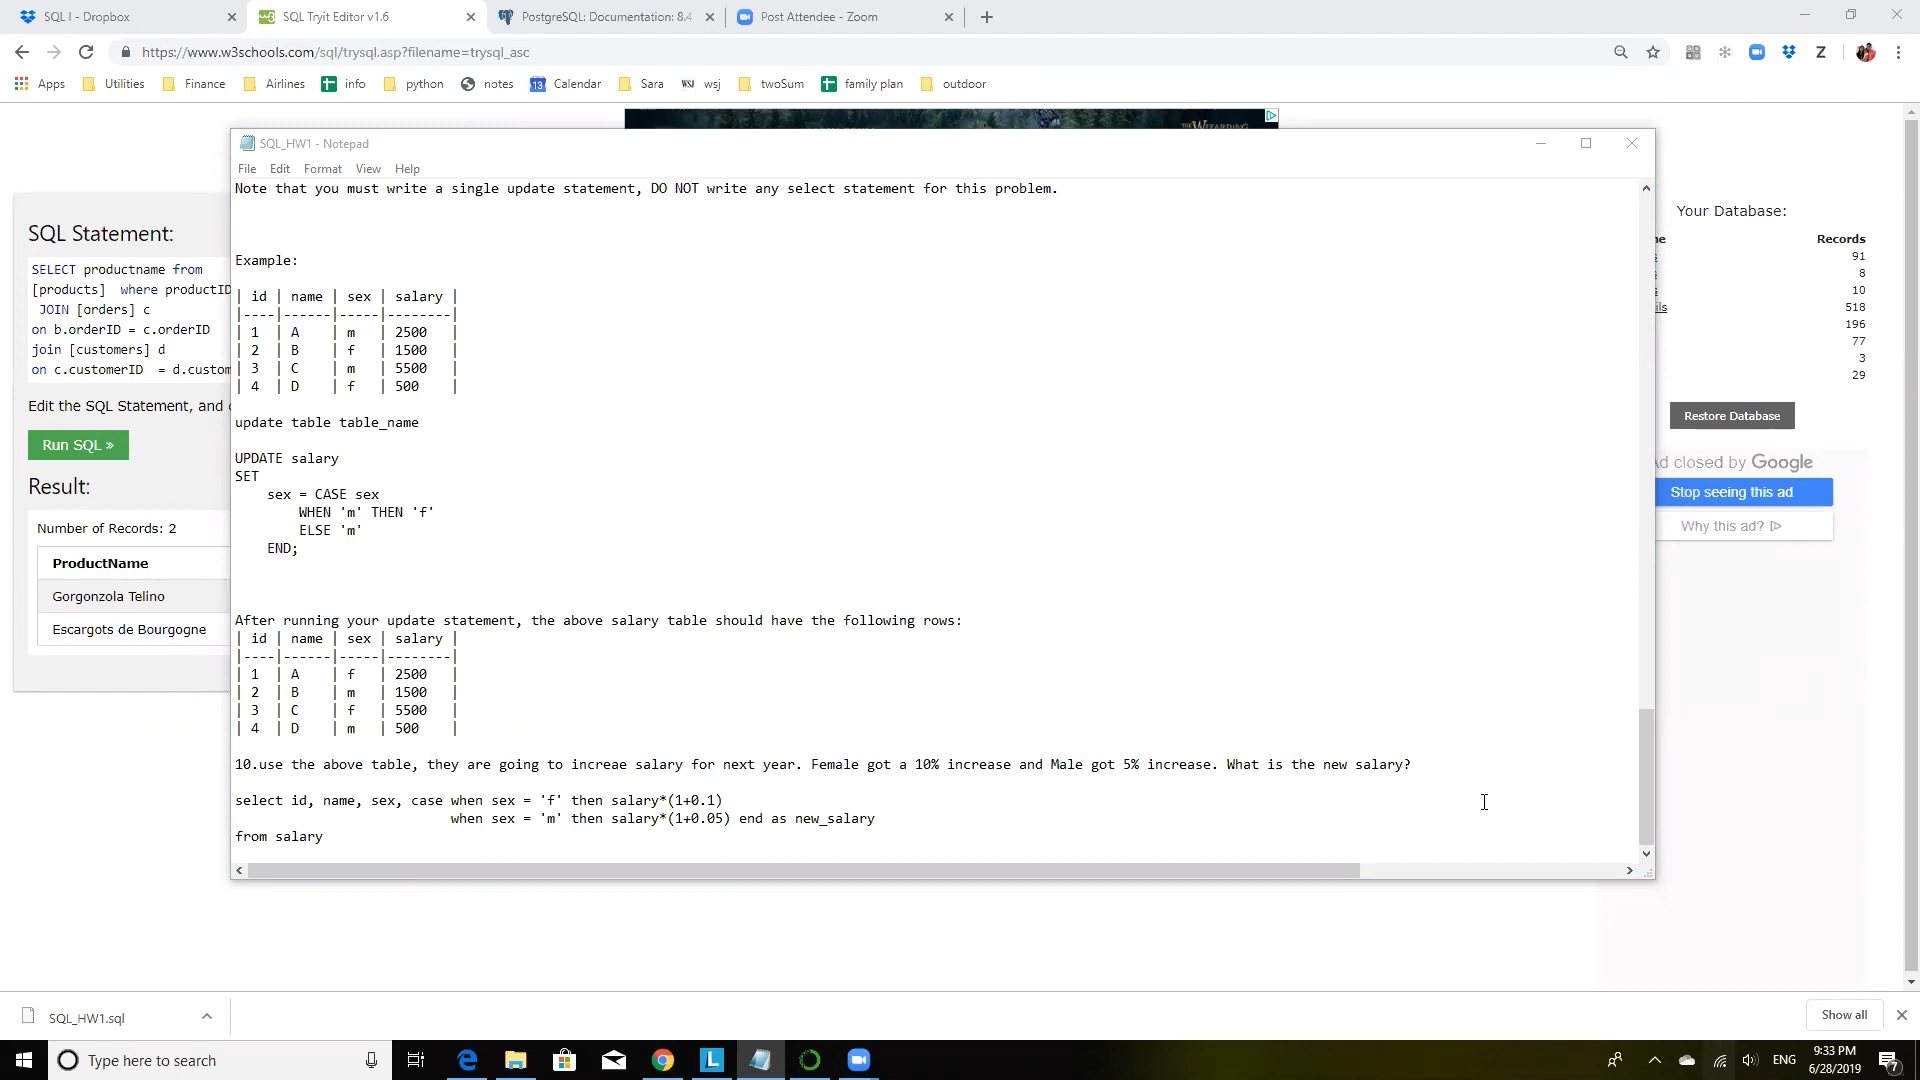 SQL I - Dropbox
SQL Tryit Editor v1.6
PostgreSQL: Documentation: 8.4
Post Attendee - Zoom
https://www.w3schools.com/sql/trysql.asp?filename=trysql_asc
Z
Apps
Utilities
Finance
Airlines
info
python
notes
13
Calendar
Sara
WSJ
wsj
twoSum
family plan
outdoor
SQL_HW1 - Notepad
File Edit Format View Help
Note that you must write a single update statement, DO NOT write any select statement for this problem.
Example:
| id | name | sex | salary |
|----|------|-----|--------|
| 1 | A | m | 2500 |
| 2 | B | f | 1500 |
| 3 | C | m | 5500 |
| 4 | D | f | 500 |
update table table_name
UPDATE salary
SET
sex = CASE sex
WHEN 'm' THEN 'f'
ELSE 'm'
END;
After running your update statement, the above salary table should have the following rows:
| id | name | sex | salary |
|----|------|-----|--------|
| 1 | A | f | 2500 |
| 2 | B | m | 1500 |
| 3 | C | f | 5500 |
| 4 | D | m | 500 |
10.use the above table, they are going to increae salary for next year. Female got a 10% increase and Male got 5% increase. What is the new salary?
select id, name, sex, case when sex = 'f' then salary*(1+0.1)
when sex = 'm' then salary*(1+0.05) end as new_salary
from salary
SQL Statement:
SELECT productname from
[products] where productID
JOIN [orders] c
on b.orderID = c.orderID
join [customers] d
on c.customerID = d.custom
Edit the SQL Statement, and
Run SQL »
Result:
Number of Records: 2
ProductName
Gorgonzola Telino
Escargots de Bourgogne
Your Database:
Records
91
8
10
518
196
77
3
29
Restore Database
Ad closed by Google
Stop seeing this ad
Why this ad?
SQL_HW1.sql
Show all
Type here to search
L
ENG
9:33 PM
6/28/2019
7